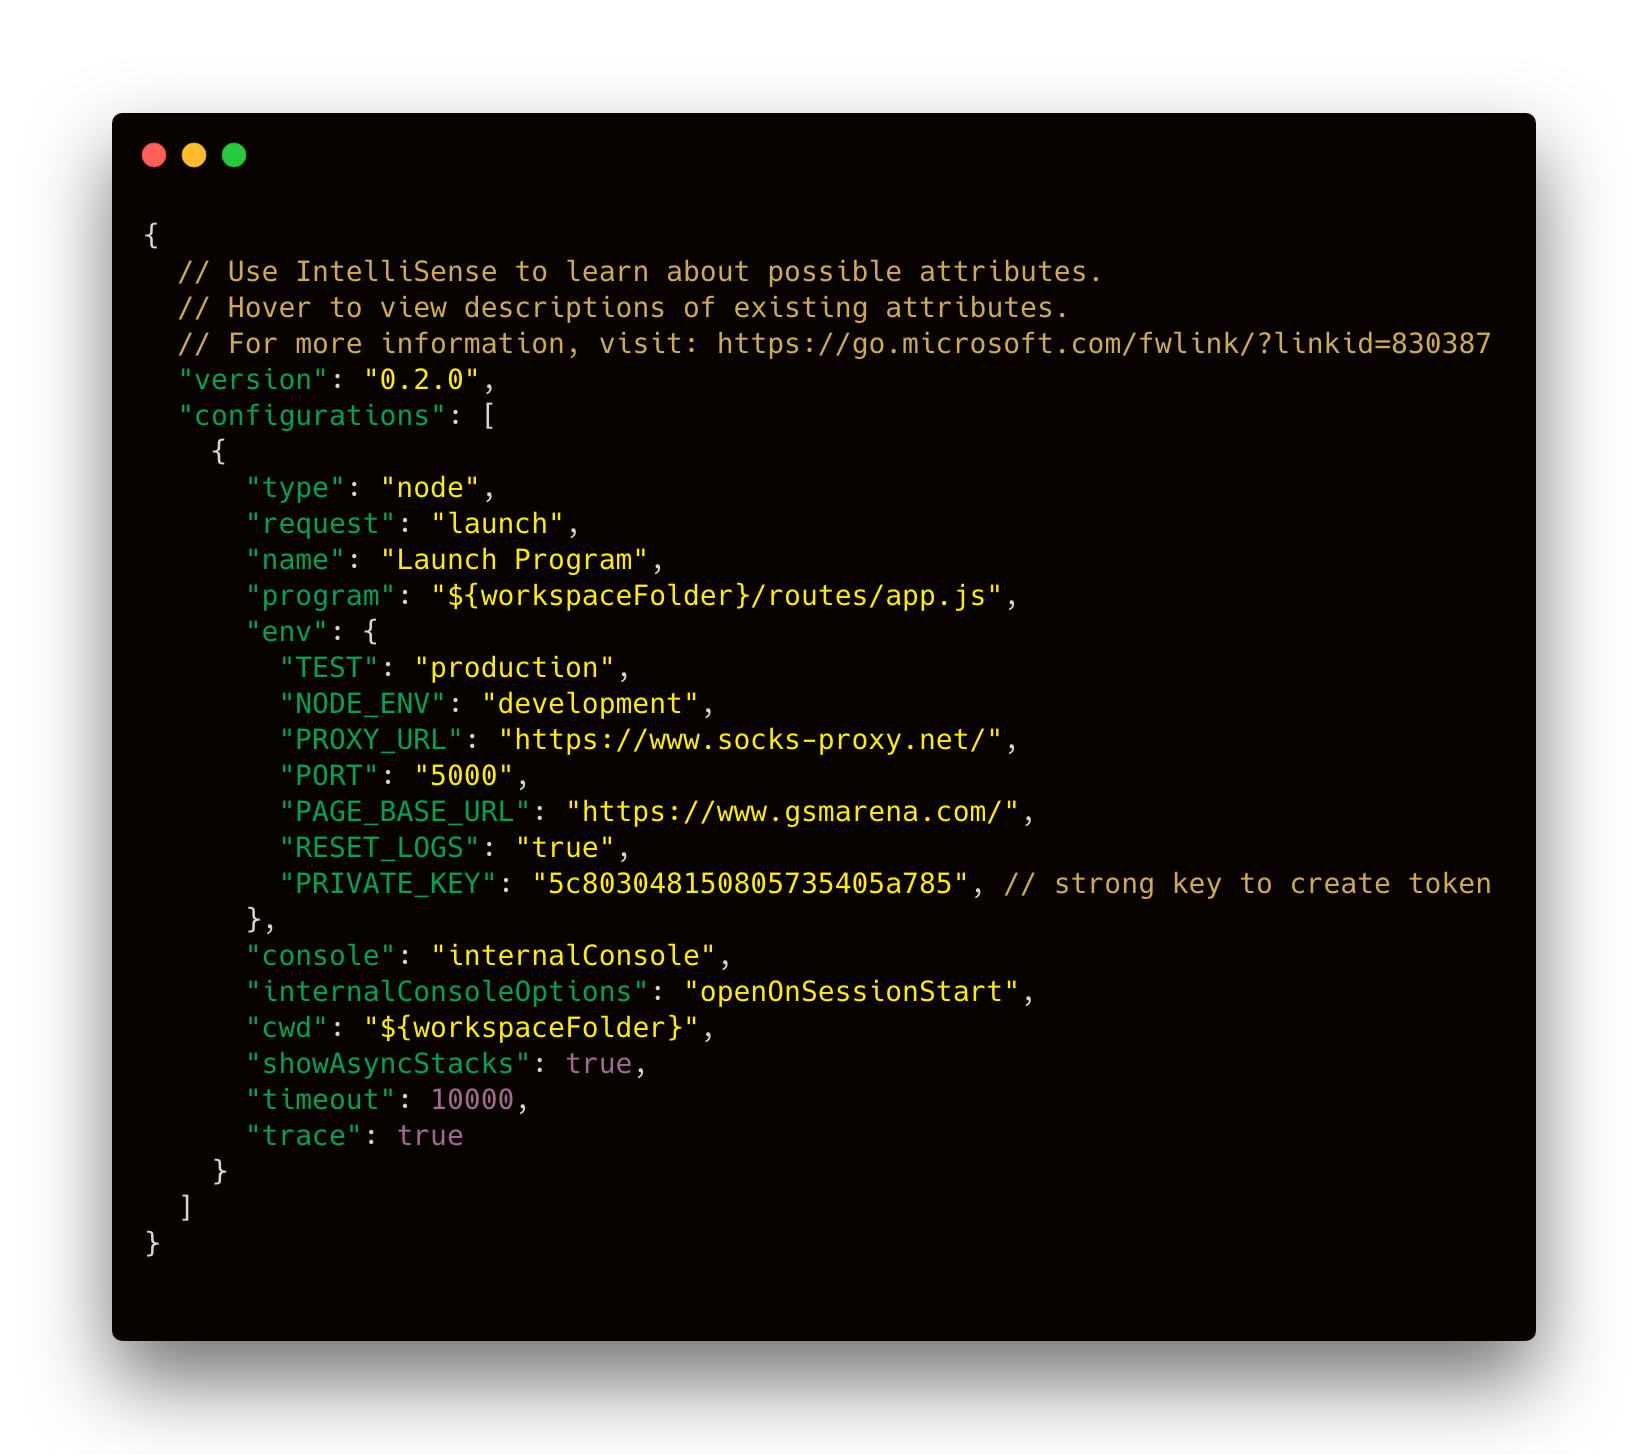 {
  // Use IntelliSense to learn about possible attributes.
  // Hover to view descriptions of existing attributes.
  // For more information, visit: https://go.microsoft.com/fwlink/?linkid=830387
  "version": "0.2.0",
  "configurations": [
    {
      "type": "node",
      "request": "launch",
      "name": "Launch Program",
      "program": "${workspaceFolder}/routes/app.js",
      "env": {
        "TEST": "production",
        "NODE_ENV": "development",
        "PROXY_URL": "https://www.socks-proxy.net/",
        "PORT": "5000",
        "PAGE_BASE_URL": "https://www.gsmarena.com/",
        "RESET_LOGS": "true",
        "PRIVATE_KEY": "5c803048150805735405a785", // strong key to create token
      },
      "console": "internalConsole",
      "internalConsoleOptions": "openOnSessionStart",
      "cwd": "${workspaceFolder}",
      "showAsyncStacks": true,
      "timeout": 10000,
      "trace": true
    }
  ]
}